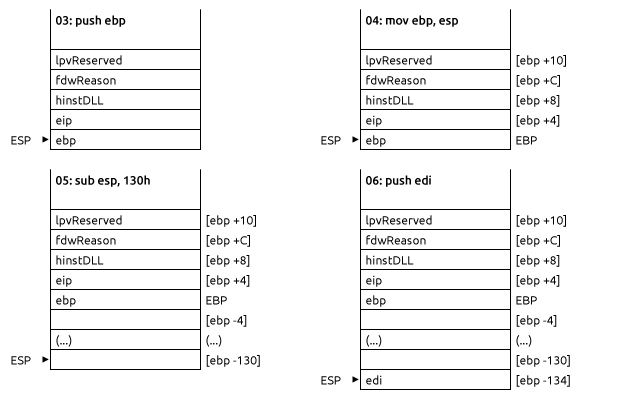 03: push ebp
lpvReserved
fdwReason
hinstDLL
eip
ESP ebp
04: mov ebp, esp
lpvReserved [ebp +10]
fdwReason [ebp +C]
hinstDLL [ebp +8]
eip [ebp +4]
ESP ebp EBP
05: sub esp, 130h
lpvReserved [ebp +10]
fdwReason [ebp +C]
hinstDLL [ebp +8]
eip [ebp +4]
ebp EBP
[ebp -4]
(...) (...)
ESP [ebp -130]
06: push edi
lpvReserved [ebp +10]
fdwReason [ebp +C]
hinstDLL [ebp +8]
eip [ebp +4]
ebp EBP
[ebp -4]
(...) (...)
[ebp -130]
ESP edi [ebp -134]